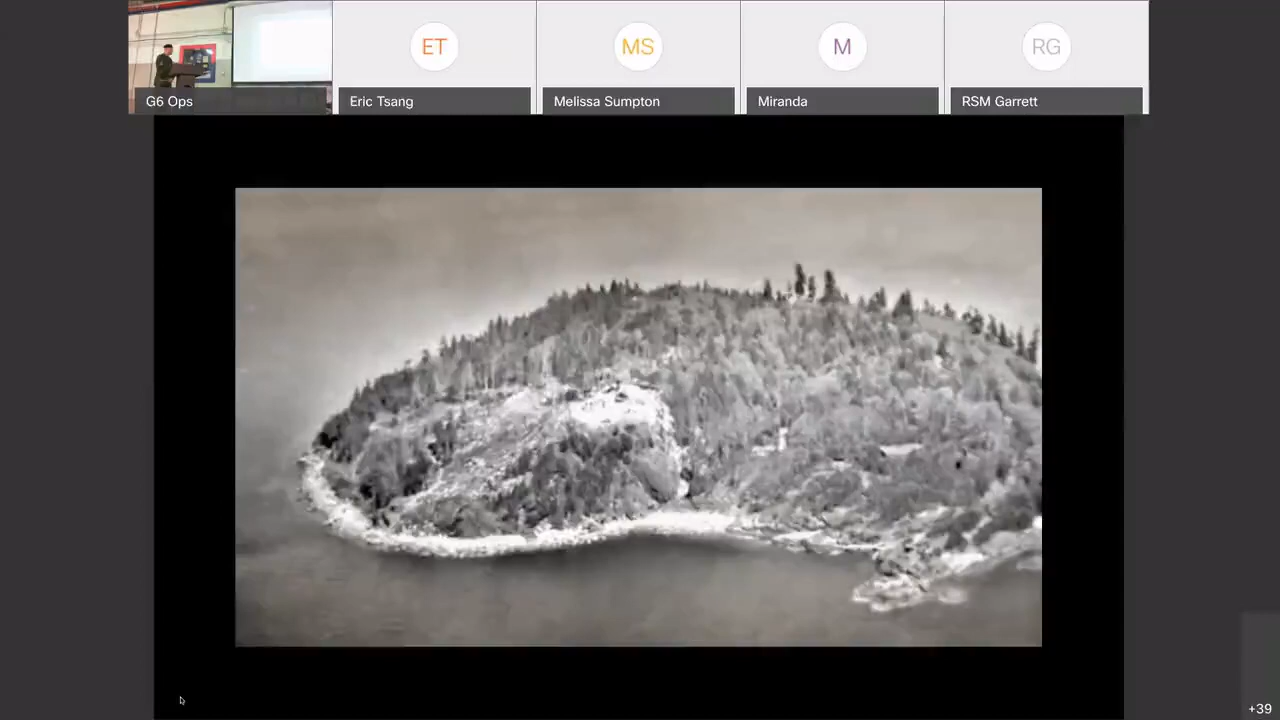 ET
MS
M
RG
G6 Ops
Eric Tsang
Melissa Sumpton
Miranda
RSM Garrett
+39